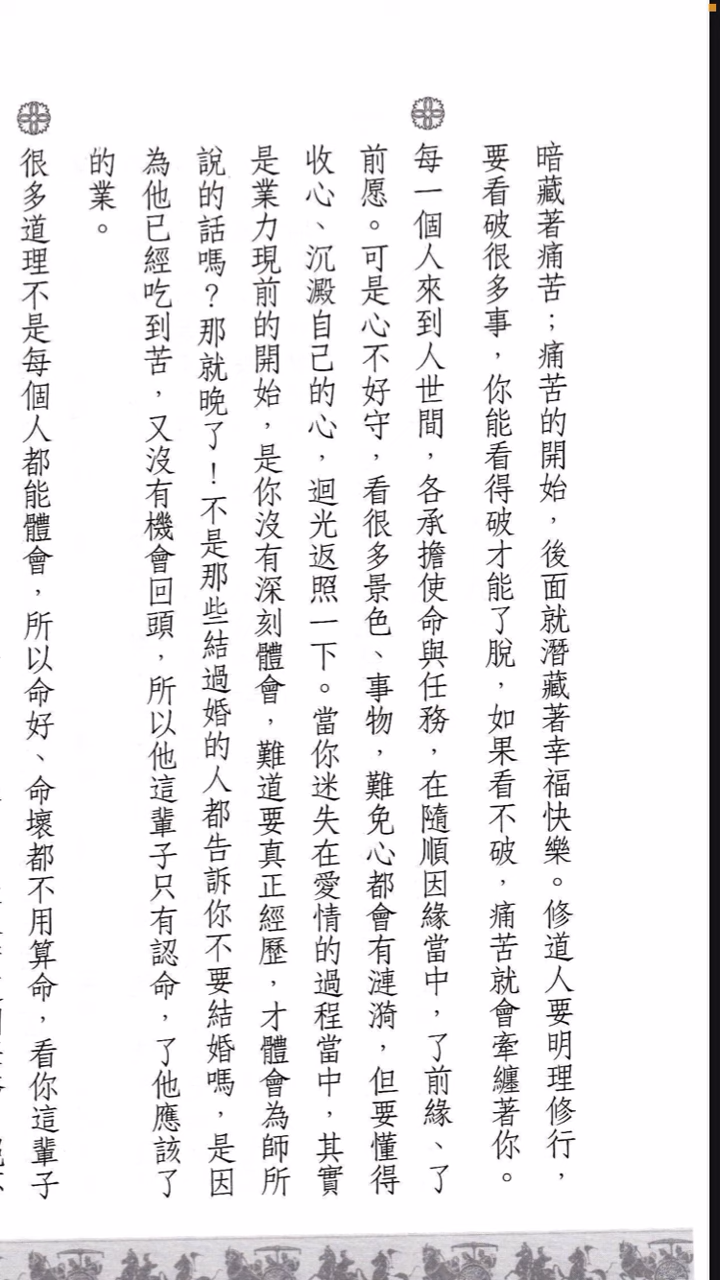 暗藏著痛苦；痛苦的開始，後面就潛藏著幸福快樂。修道人要明理修行，
要看破很多事，你能看得破才能了脫，如果看不破，痛苦就會牽纏著你。
每一個人來到人世間，各承擔使命與任務，在隨順因緣當中，了前緣、了
前愿。可是心不好守，看很多景色、事物，難免心都會有漣漪，但要懂得
收心、沉澱自己的心，迴光返照一下。當你迷失在愛情的過程當中，其實
是業力現前的開始，是你沒有深刻體會，難道要真正經歷，才體會為師所
說的話嗎？那就晚了！不是那些結過婚的人都告訴你不要結婚嗎，是因
為他已經吃到苦，又沒有機會回頭，所以他這輩子只有認命，了他應該了
的業。
很多道理不是每個人都能體會，所以命好、命壞都不用算命，看你這輩子